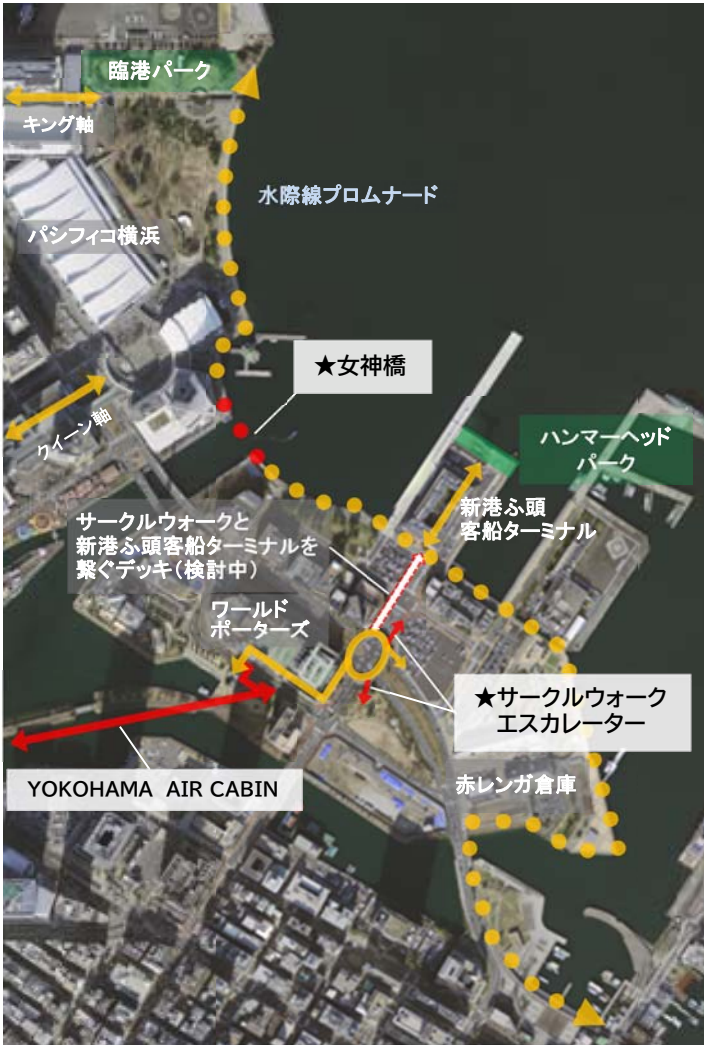 臨港パーク
キング軸
水際線プロムナード
パシフィコ横浜
★女神橋
クィーン軸
ハンマーヘッド
パーク
新港ふ頭
客船ターミナル
サークルウォークと
新港ふ頭客船ターミナルを
繋ぐデッキ(検討中)
ワールド
ポーターズ
★サークルウォーク
エスカレーター
YOKOHAMA AIR CABIN
赤レンガ倉庫